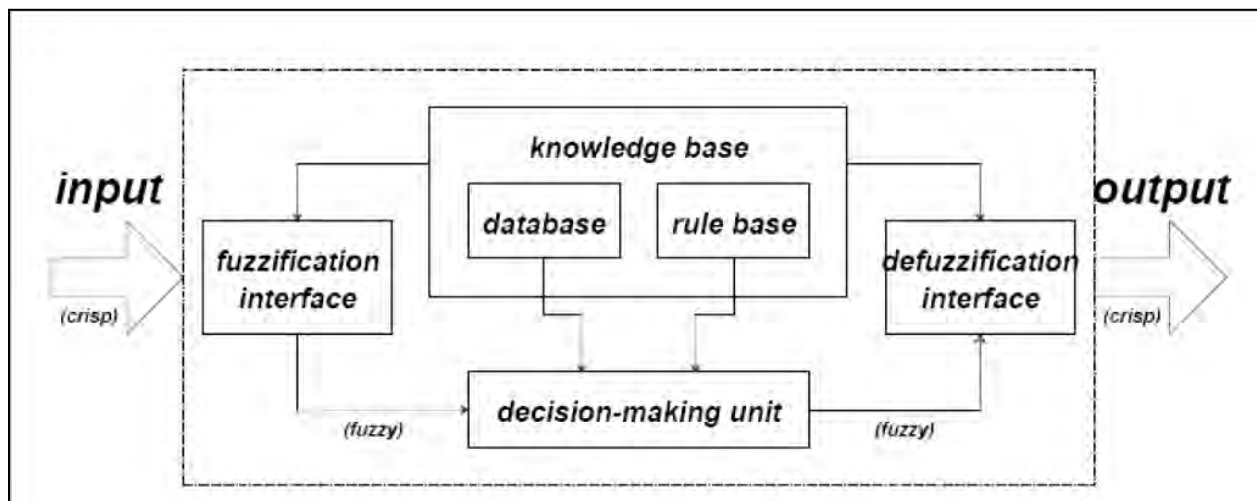 knowledge base
input
output
database
rule base
fuzzification
interface
defuzzification
interface
(crisp)
(crisp)
decision-making unit
(fuzzy)
(fuzzy)